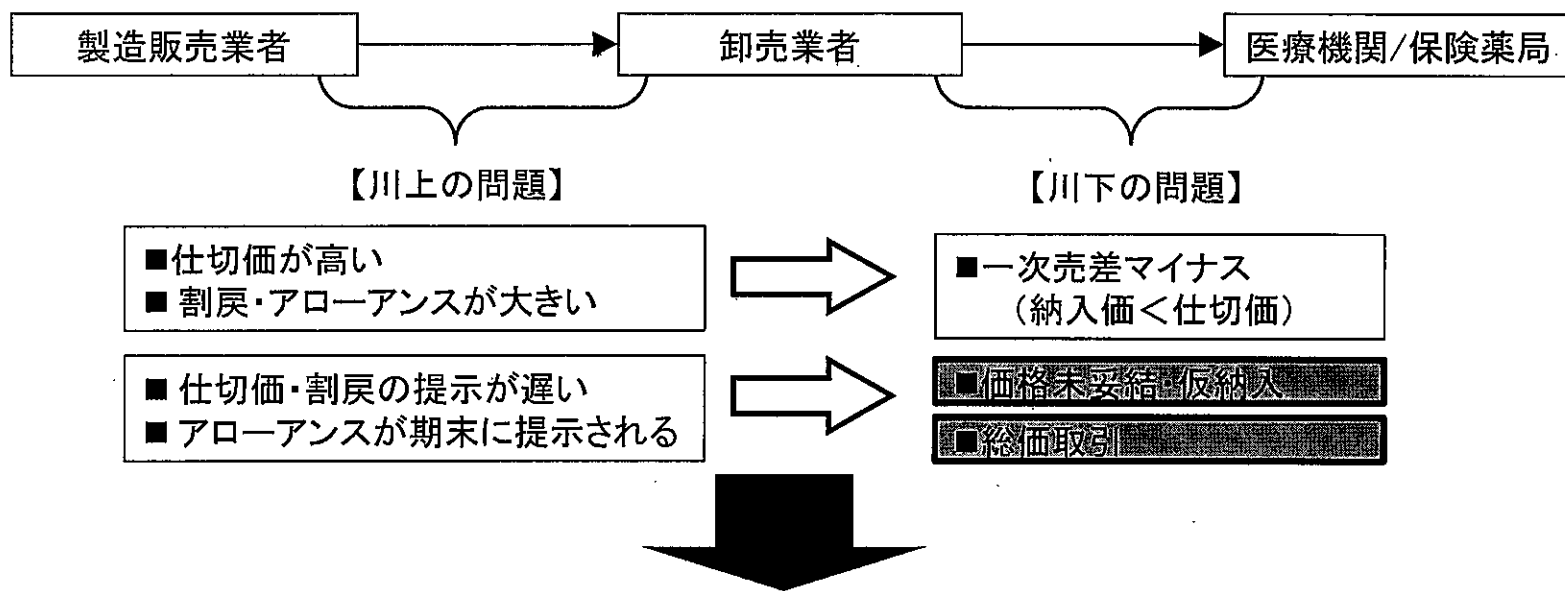 製造販売業者
卸売業者
医療機関/保険薬局
【川上の問題】
【川下の問題】
■仕切価が高い
■割戻・アローアンスが大きい
■一次売差マイナス
(納入価<仕切価)
■仕切価・割戻の提示が遅い
■アローアンスが期末に提示される
■価格未妥結・仮納入
■総価取引